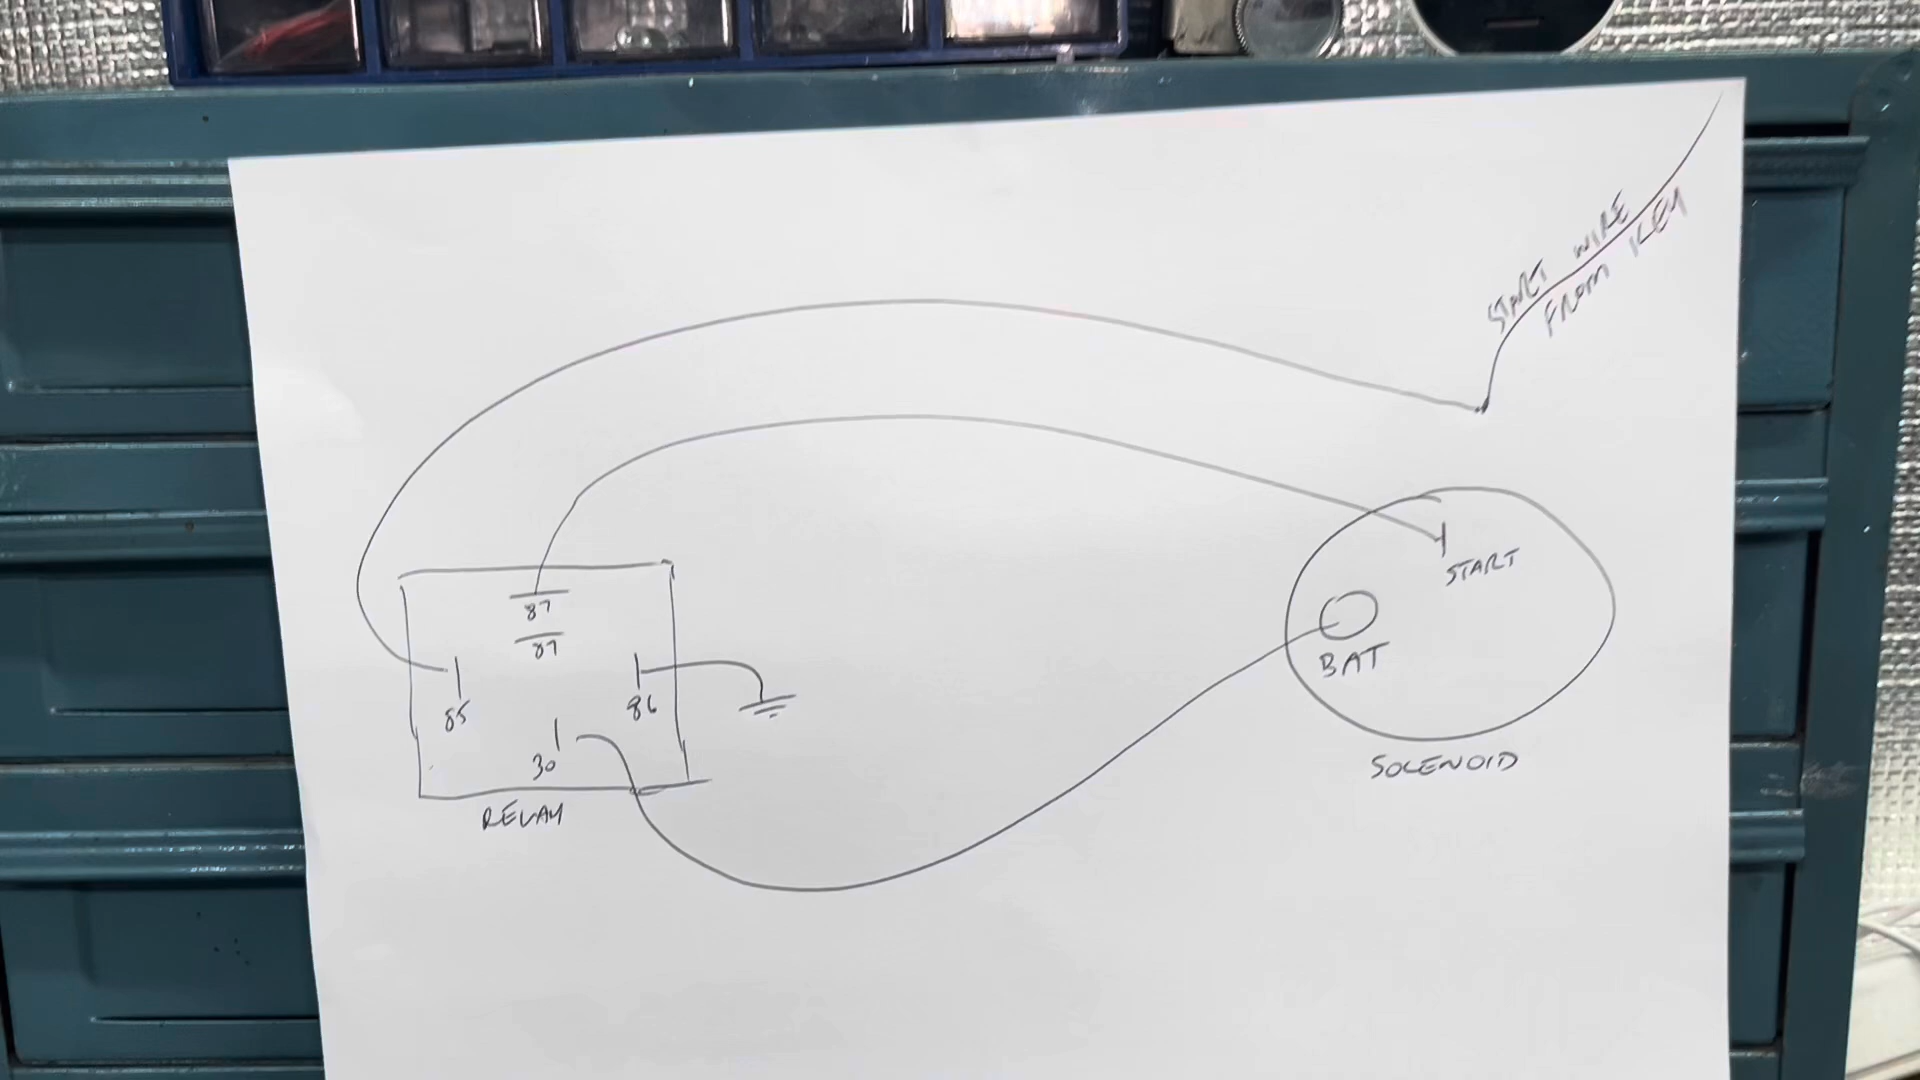 START WIRE
FROM KEY
87
87
85
86
30
RELAY
START
BAT
SOLENOID